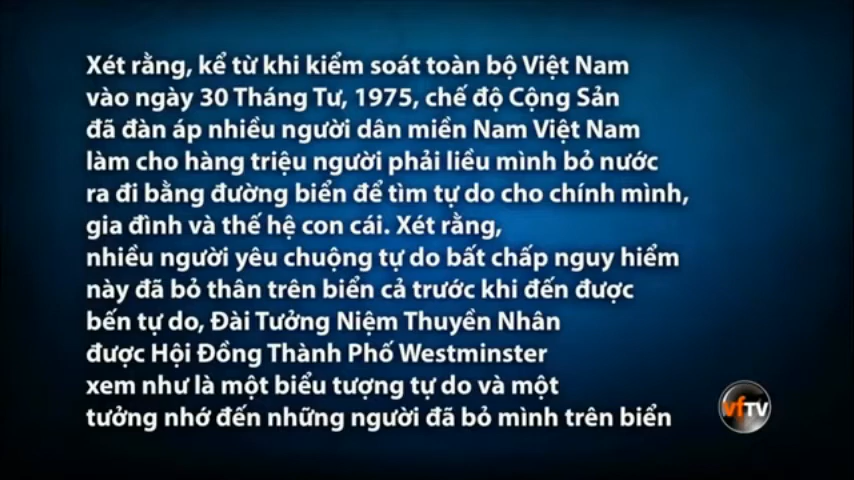 Xét rằng, kể từ khi kiểm soát toàn bộ Việt Nam
vào ngày 30 Tháng Tư, 1975, chế độ Cộng Sản
đã đàn áp nhiều người dân miền Nam Việt Nam
làm cho hàng triệu người phải liều mình bỏ nước
ra đi bằng đường biển để tìm tự do cho chính mình,
gia đình và thế hệ con cái. Xét rằng,
nhiều người yêu chuộng tự do bất chấp nguy hiểm
này đã bỏ thân trên biển cả trước khi đến được
bến tự do, Đài Tưởng Niệm Thuyền Nhân
được Hội Đồng Thành Phố Westminster
xem như là một biểu tượng tự do và một
tưởng nhớ đến những người đã bỏ mình trên biển
vfTV